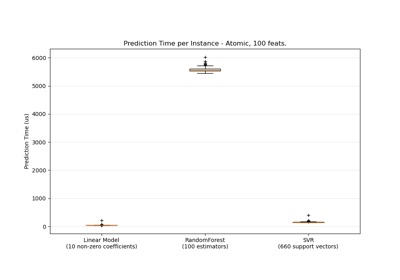 Prediction Time per Instance - Atomic, 100 feats.
Prediction Time (us)
6000
5000
4000
3000
2000
1000
0
Linear Model
(10 non-zero coefficients)
RandomForest
(100 estimators)
SVR
(660 support vectors)